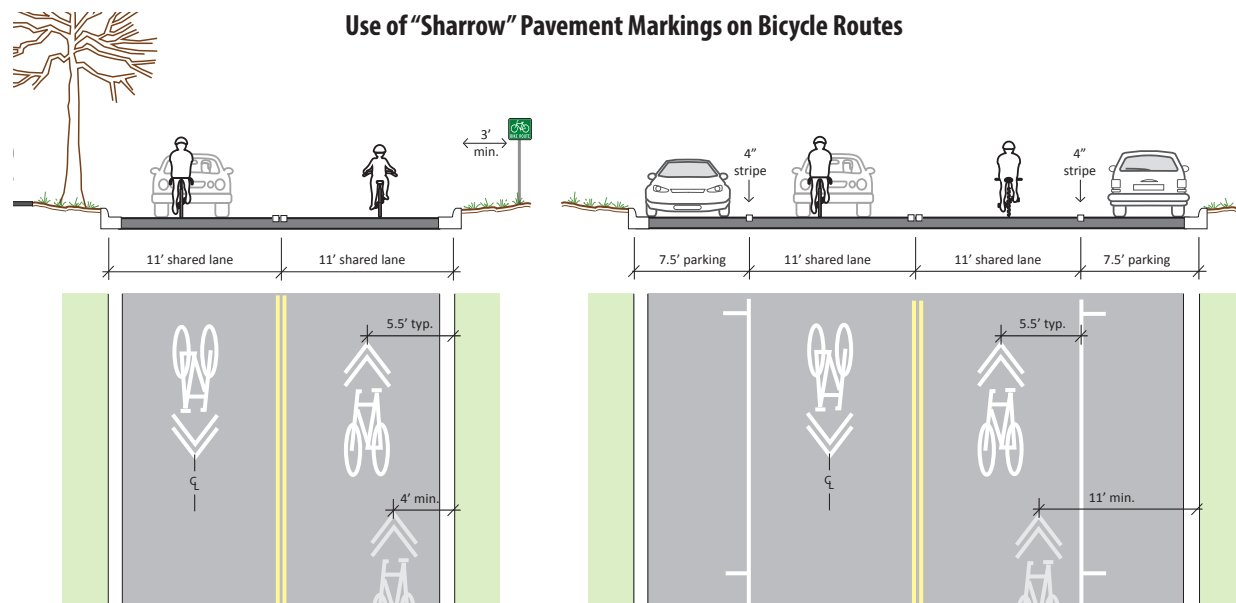 Use of “Sharrow” Pavement Markings on Bicycle Routes
3’
min.
BIKE ROUTE
4”
stripe
4”
stripe
11’ shared lane
11’ shared lane
7.5’ parking
11’ shared lane
11’ shared lane
7.5’ parking
5.5’ typ.
5.5’ typ.
℄
℄
4’ min.
11’ min.